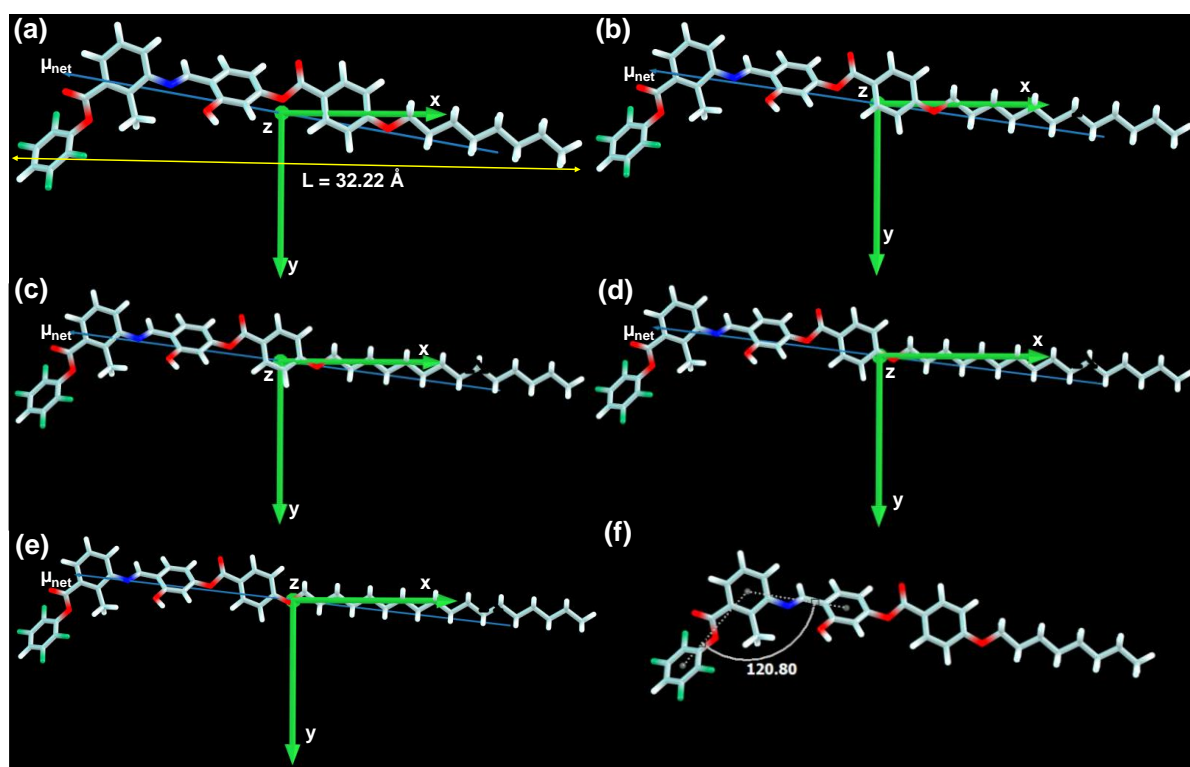 (a)
μnet
x
z
L = 32.22 Å
y
(b)
μnet
x
z
y
(c)
μnet
x
z
y
(d)
μnet
x
z
y
(e)
μnet
z
x
y
(f)
120.80